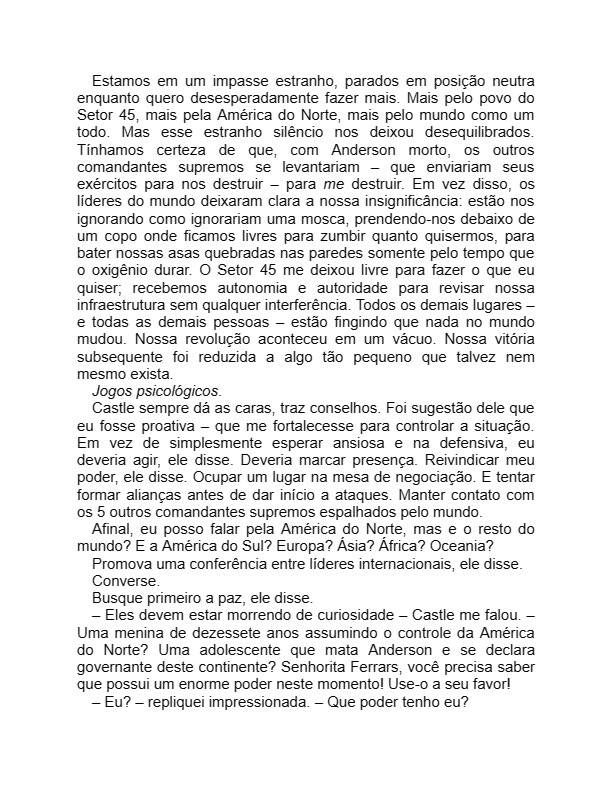 Estamos em um impasse estranho, parados em posição neutra
enquanto quero desesperadamente fazer mais. Mais pelo povo do
Setor 45, mais pela América do Norte, mais pelo mundo como um
todo. Mas esse estranho silêncio nos deixou desequilibrados.
Tínhamos certeza de que, com Anderson morto, os outros
comandantes supremos se levantariam – que enviariam seus
exércitos para nos destruir – para me destruir. Em vez disso, os
líderes do mundo deixaram clara a nossa insignificância: estão nos
ignorando como ignorariam uma mosca, prendendo-nos debaixo de
um copo onde ficamos livres para zumbir quanto quisermos, para
bater nossas asas quebradas nas paredes somente pelo tempo que
o oxigênio durar. O Setor 45 me deixou livre para fazer o que eu
quiser; recebemos autonomia e autoridade para revisar nossa
infraestrutura sem qualquer interferência. Todos os demais lugares –
e todas as demais pessoas – estão fingindo que nada no mundo
mudou. Nossa revolução aconteceu em um vácuo. Nossa vitória
subsequente foi reduzida a algo tão pequeno que talvez nem
mesmo exista.
Jogos psicológicos.
Castle sempre dá as caras, traz conselhos. Foi sugestão dele que
eu fosse proativa – que me fortalecesse para controlar a situação.
Em vez de simplesmente esperar ansiosa e na defensiva, eu
deveria agir, ele disse. Deveria marcar presença. Reivindicar meu
poder, ele disse. Ocupar um lugar na mesa de negociação. E tentar
formar alianças antes de dar início a ataques. Manter contato com
os 5 outros comandantes supremos espalhados pelo mundo.
Afinal, eu posso falar pela América do Norte, mas e o resto do
mundo? E a América do Sul? Europa? Ásia? África? Oceania?
Promova uma conferência entre líderes internacionais, ele disse.
Converse.
Busque primeiro a paz, ele disse.
– Eles devem estar morrendo de curiosidade – Castle me falou. –
Uma menina de dezessete anos assumindo o controle da América
do Norte? Uma adolescente que mata Anderson e se declara
governante deste continente? Senhorita Ferrars, você precisa saber
que possui um enorme poder neste momento! Use-o a seu favor!
– Eu? – repliquei impressionada. – Que poder tenho eu?